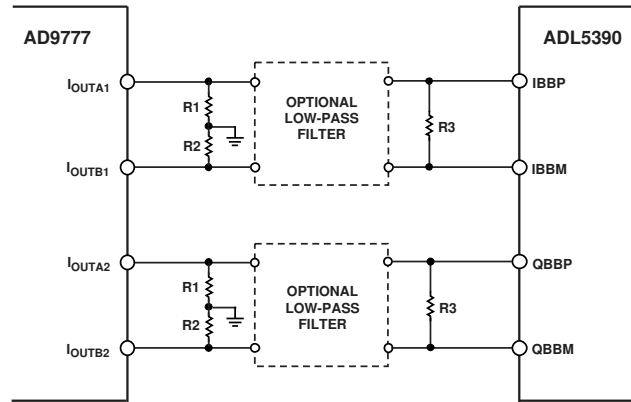 AD9777
ADL5390
IOUTA1
R1
R2
IOUTB1
OPTIONAL
LOW-PASS
FILTER
R3
IBBP
IBBM
IOUTA2
R1
R2
IOUTB2
OPTIONAL
LOW-PASS
FILTER
R3
QBBP
QBBM